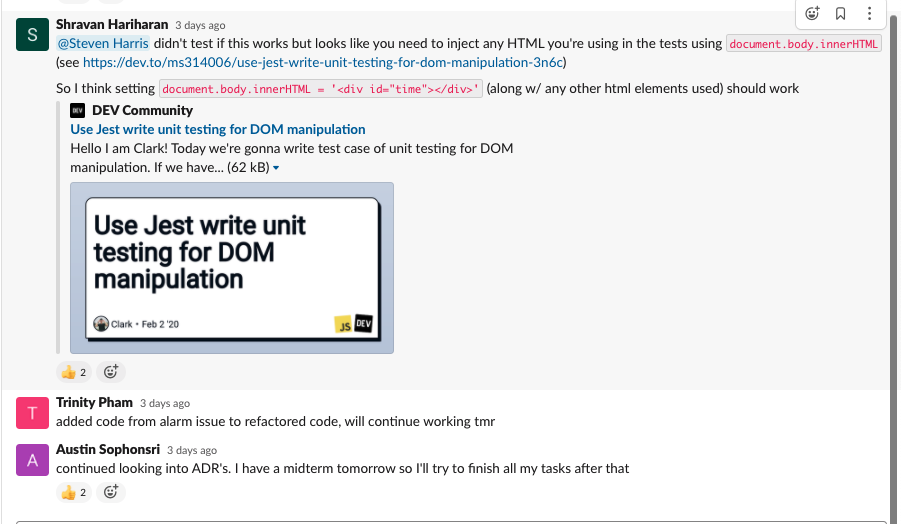 S
Shravan Hariharan 3 days ago
@Steven Harris didn't test if this works but looks like you need to inject any HTML you're using in the tests using document.body.innerHTML
(see https://dev.to/ms314006/use-jest-write-unit-testing-for-dom-manipulation-3n6c)
So I think setting document.body.innerHTML = '<div id="time"></div>' (along w/ any other html elements used) should work
DEV DEV Community
Use Jest write unit testing for DOM manipulation
Hello I am Clark! Today we're gonna write test case of unit testing for DOM
manipulation. If we have... (62 kB)
Use Jest write unit
testing for DOM
manipulation
Clark • Feb 2 '20
JS DEV
👍 2
T
Trinity Pham 3 days ago
added code from alarm issue to refactored code, will continue working tmr
A
Austin Sophonsri 3 days ago
continued looking into ADR's. I have a midterm tomorrow so I'll try to finish all my tasks after that
👍 2